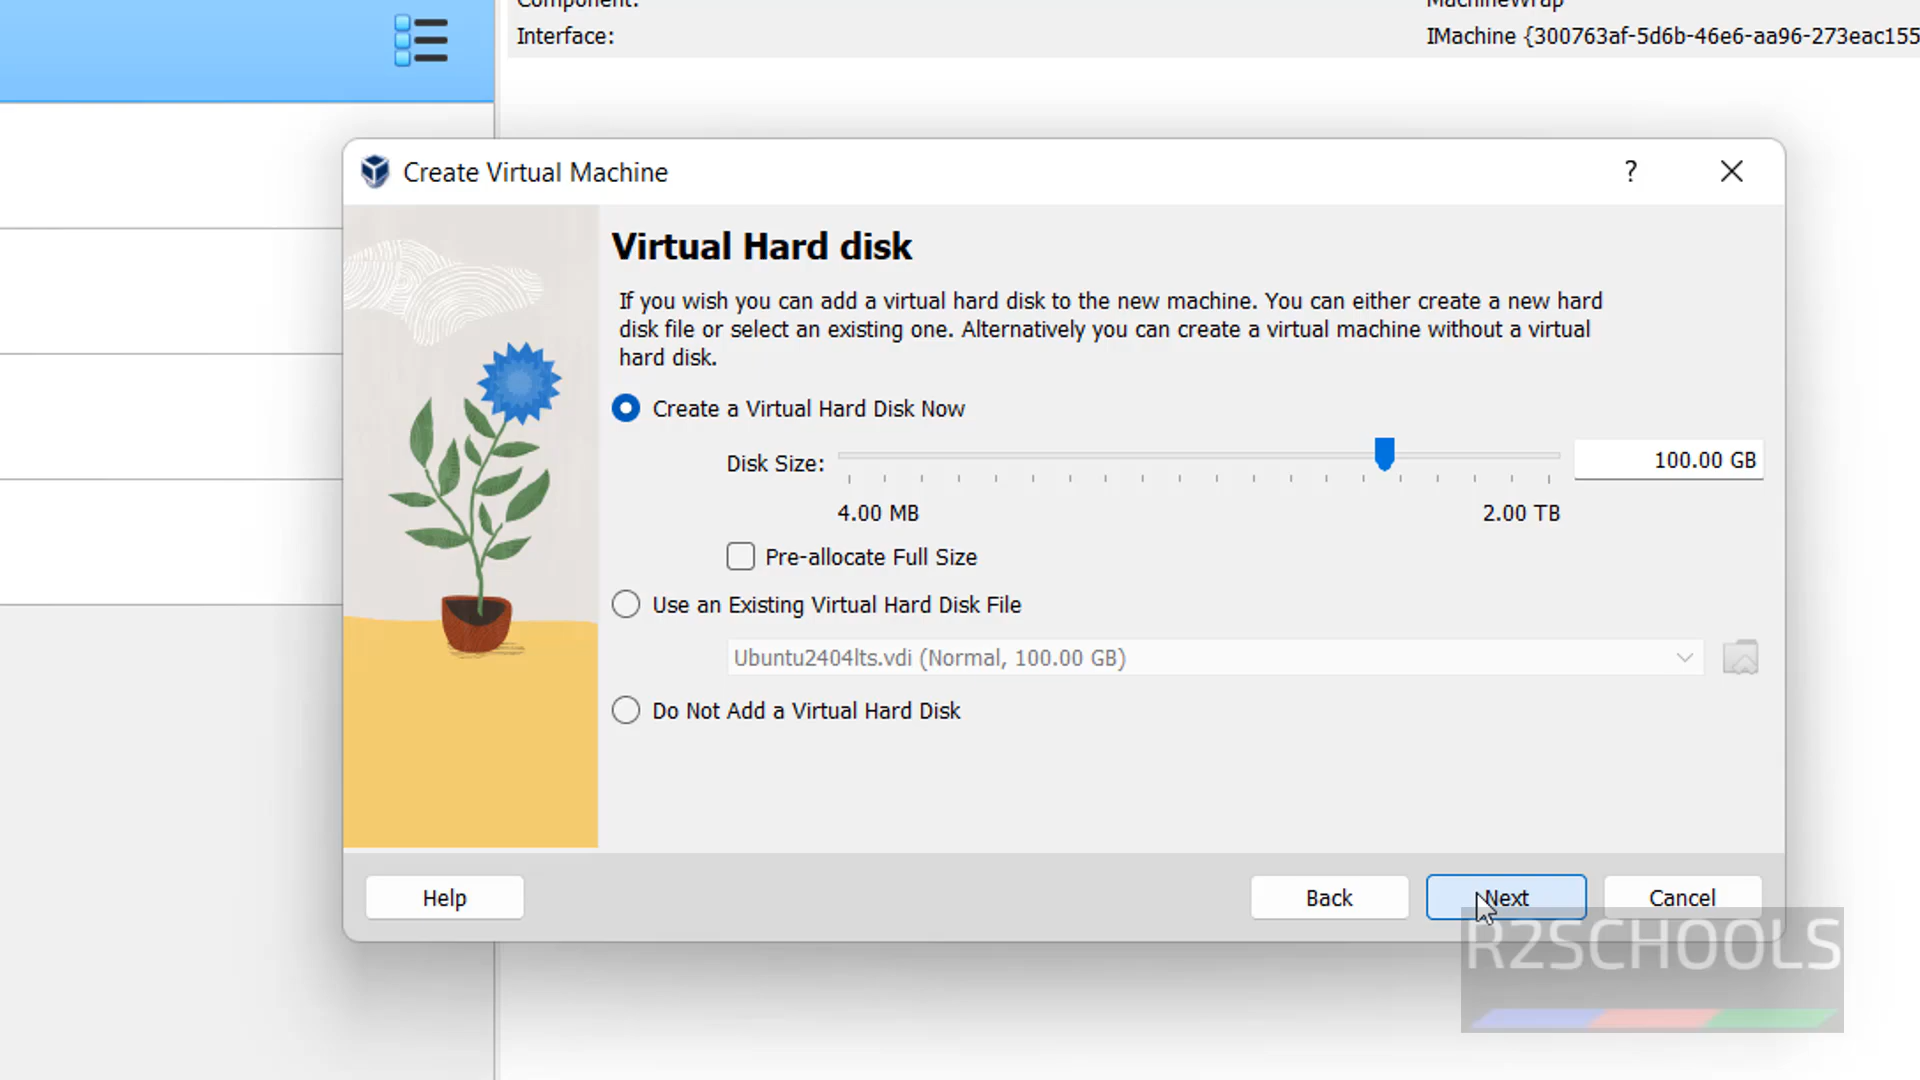 Component:
MachineWrap
Interface:
IMachine {300763af-5d6b-46e6-aa96-273eac155
Create Virtual Machine
?
Virtual Hard disk
If you wish you can add a virtual hard disk to the new machine. You can either create a new hard
disk file or select an existing one. Alternatively you can create a virtual machine without a virtual
hard disk.
Create a Virtual Hard Disk Now
Disk Size:
100.00 GB
4.00 MB
2.00 TB
Pre-allocate Full Size
Use an Existing Virtual Hard Disk File
Ubuntu2404lts.vdi (Normal, 100.00 GB)
Do Not Add a Virtual Hard Disk
Help
Back
Next
Cancel
R2SCHOOLS